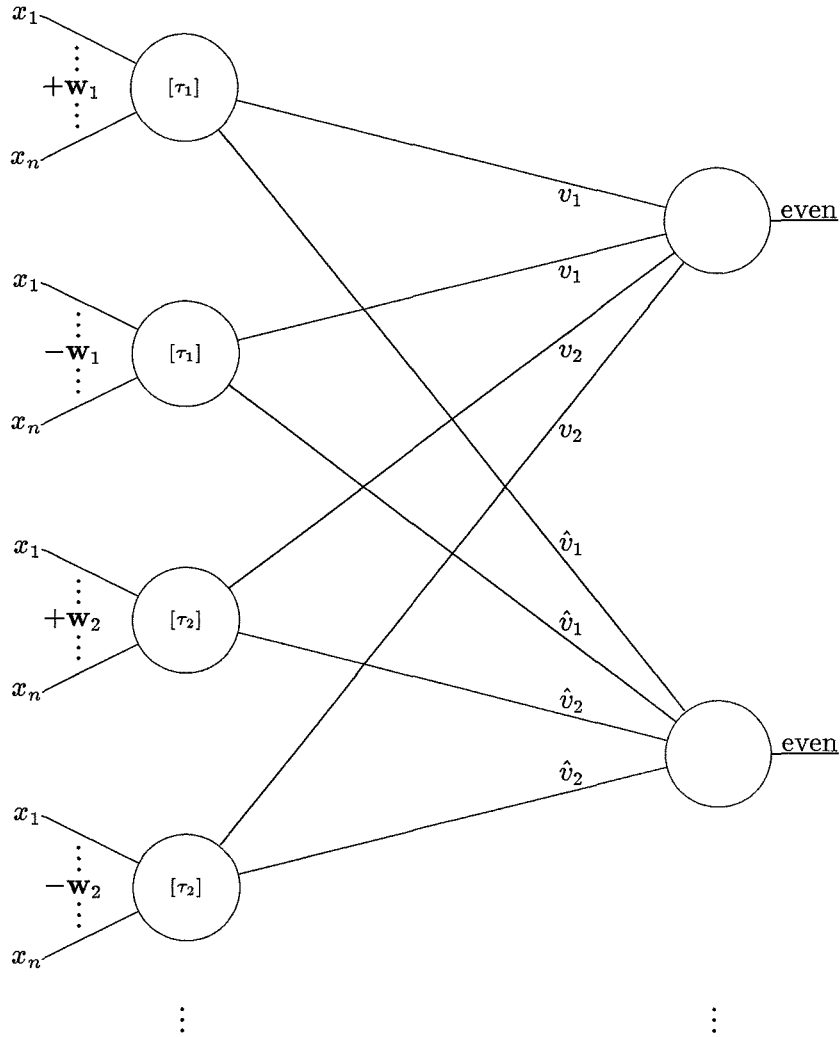 x₁
+w₁
[τ₁]
xₙ
v₁
even
x₁
v₁
−w₁
[τ₁]
v₂
xₙ
v₂
x₁
v̂₁
+w₂
[τ₂]
v̂₁
xₙ
v̂₂
even
v̂₂
x₁
−w₂
[τ₂]
xₙ